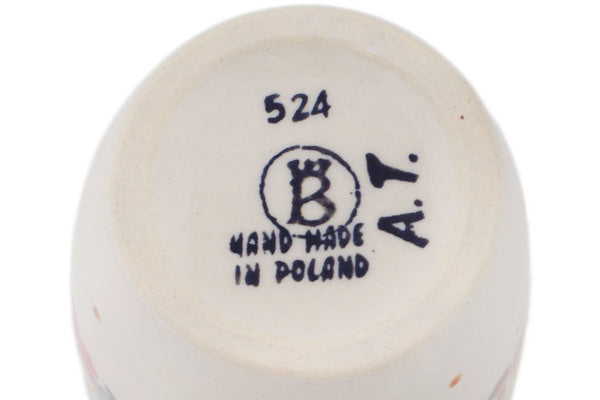 524
B
HAND MADE
IN POLAND
A.T.